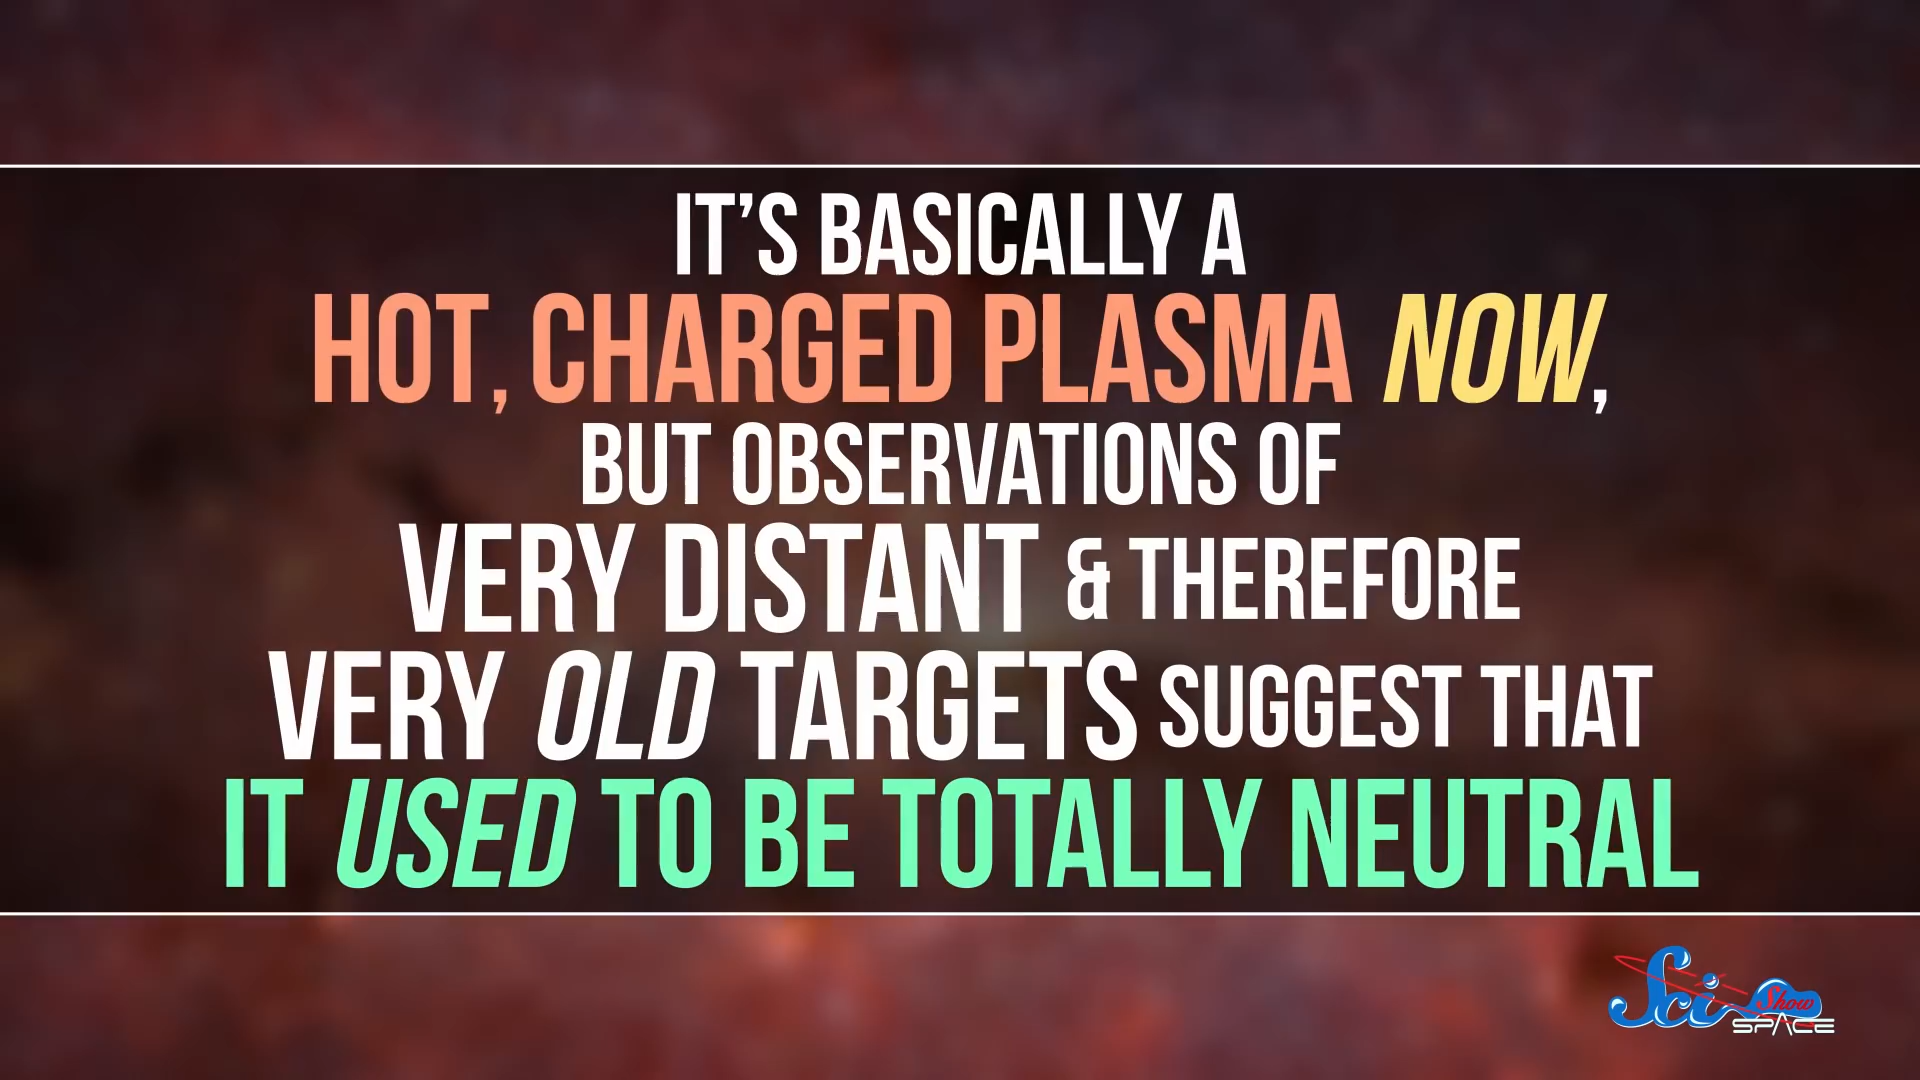 IT'S BASICALLY A
HOT, CHARGED PLASMA NOW,
BUT OBSERVATIONS OF
VERY DISTANT & THEREFORE
VERY OLD TARGETS SUGGEST THAT
IT USED TO BE TOTALLY NEUTRAL
Sci Show
SPACE